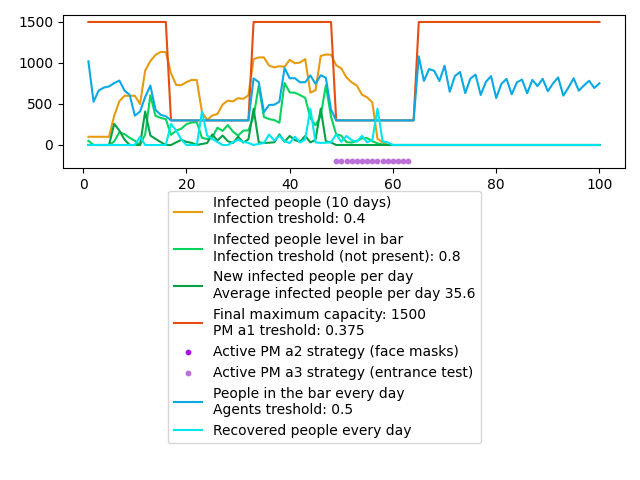 1500
1000
500
0
0 20 40 60 80 100
Infected people (10 days)
Infection treshold: 0.4
Infected people level in bar
Infection treshold (not present): 0.8
New infected people per day
Average infected people per day 35.6
Final maximum capacity: 1500
PM a1 treshold: 0.375
Active PM a2 strategy (face masks)
Active PM a3 strategy (entrance test)
People in the bar every day
Agents treshold: 0.5
Recovered people every day